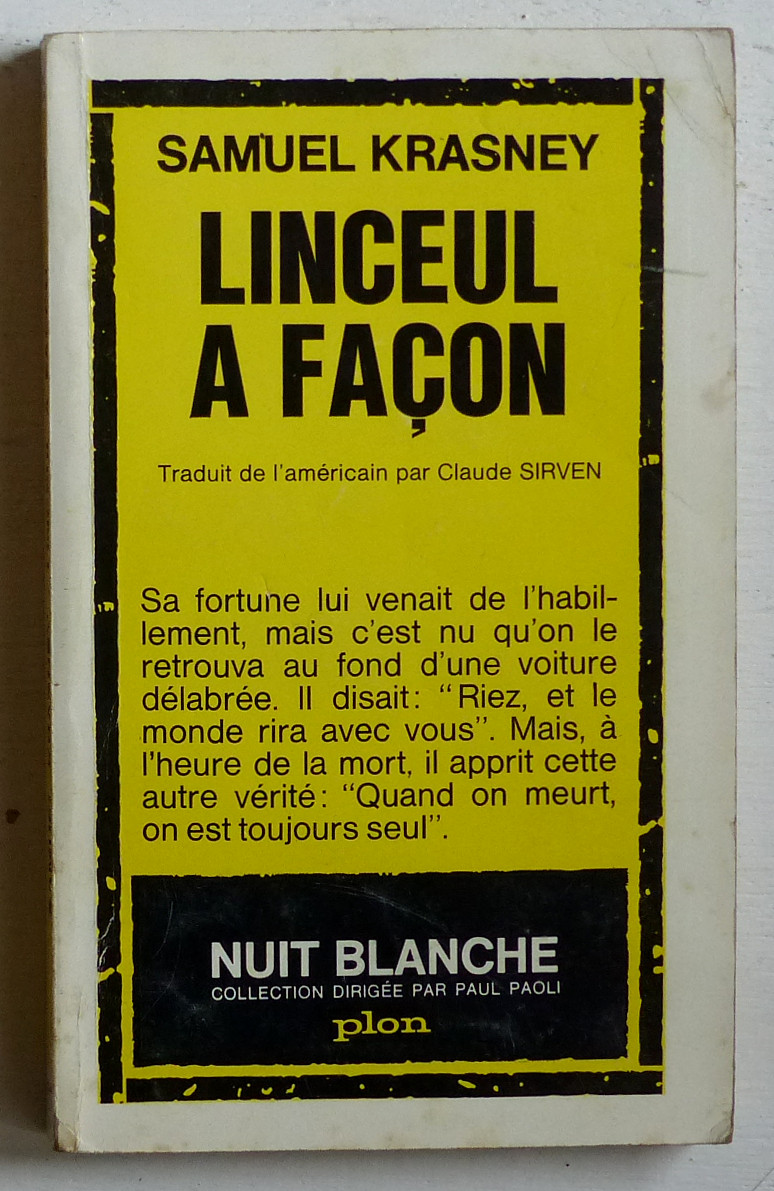 SAMUEL KRASNEY
LINCEUL
A FAÇON
Traduit de l'américain par Claude SIRVEN
Sa fortune lui venait de l'habil-
lement, mais c'est nu qu'on le
retrouva au fond d'une voiture
délabrée. Il disait: “Riez, et le
monde rira avec vous”. Mais, à
l'heure de la mort, il apprit cette
autre vérité: “Quand on meurt,
on est toujours seul”.
NUIT BLANCHE
COLLECTION DIRIGÉE PAR PAUL PAOLI
plon